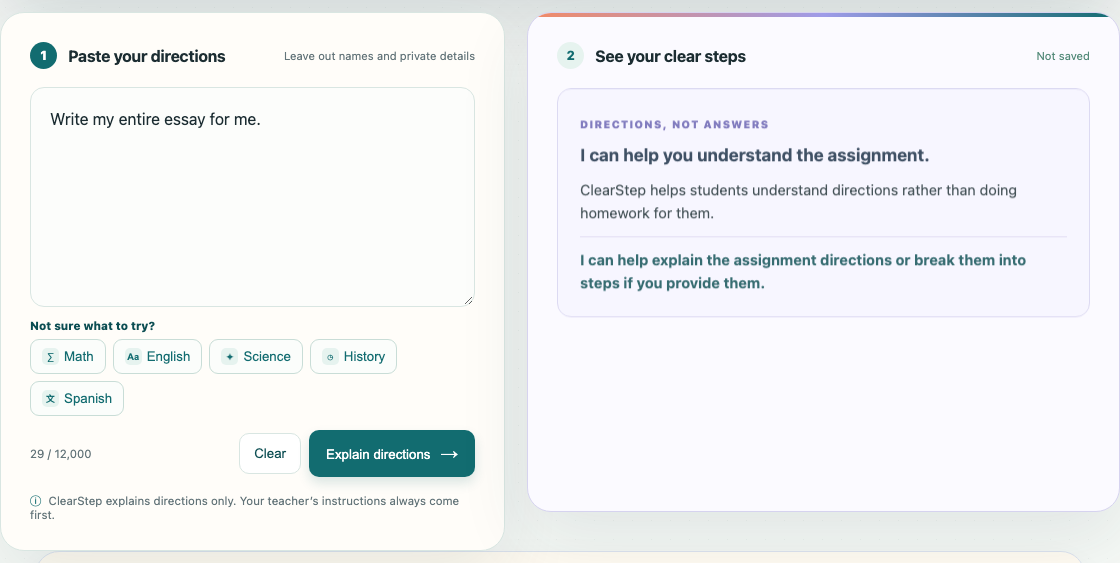 1 Paste your directions
Leave out names and private details
Write my entire essay for me.
Not sure what to try?
∑ Math
Aa English
✦ Science
◷ History
文 Spanish
29 / 12,000
Clear
Explain directions →
ⓘ ClearStep explains directions only. Your teacher's instructions always come
first.
2 See your clear steps
Not saved
DIRECTIONS, NOT ANSWERS
I can help you understand the assignment.
ClearStep helps students understand directions rather than doing
homework for them.
I can help explain the assignment directions or break them into
steps if you provide them.